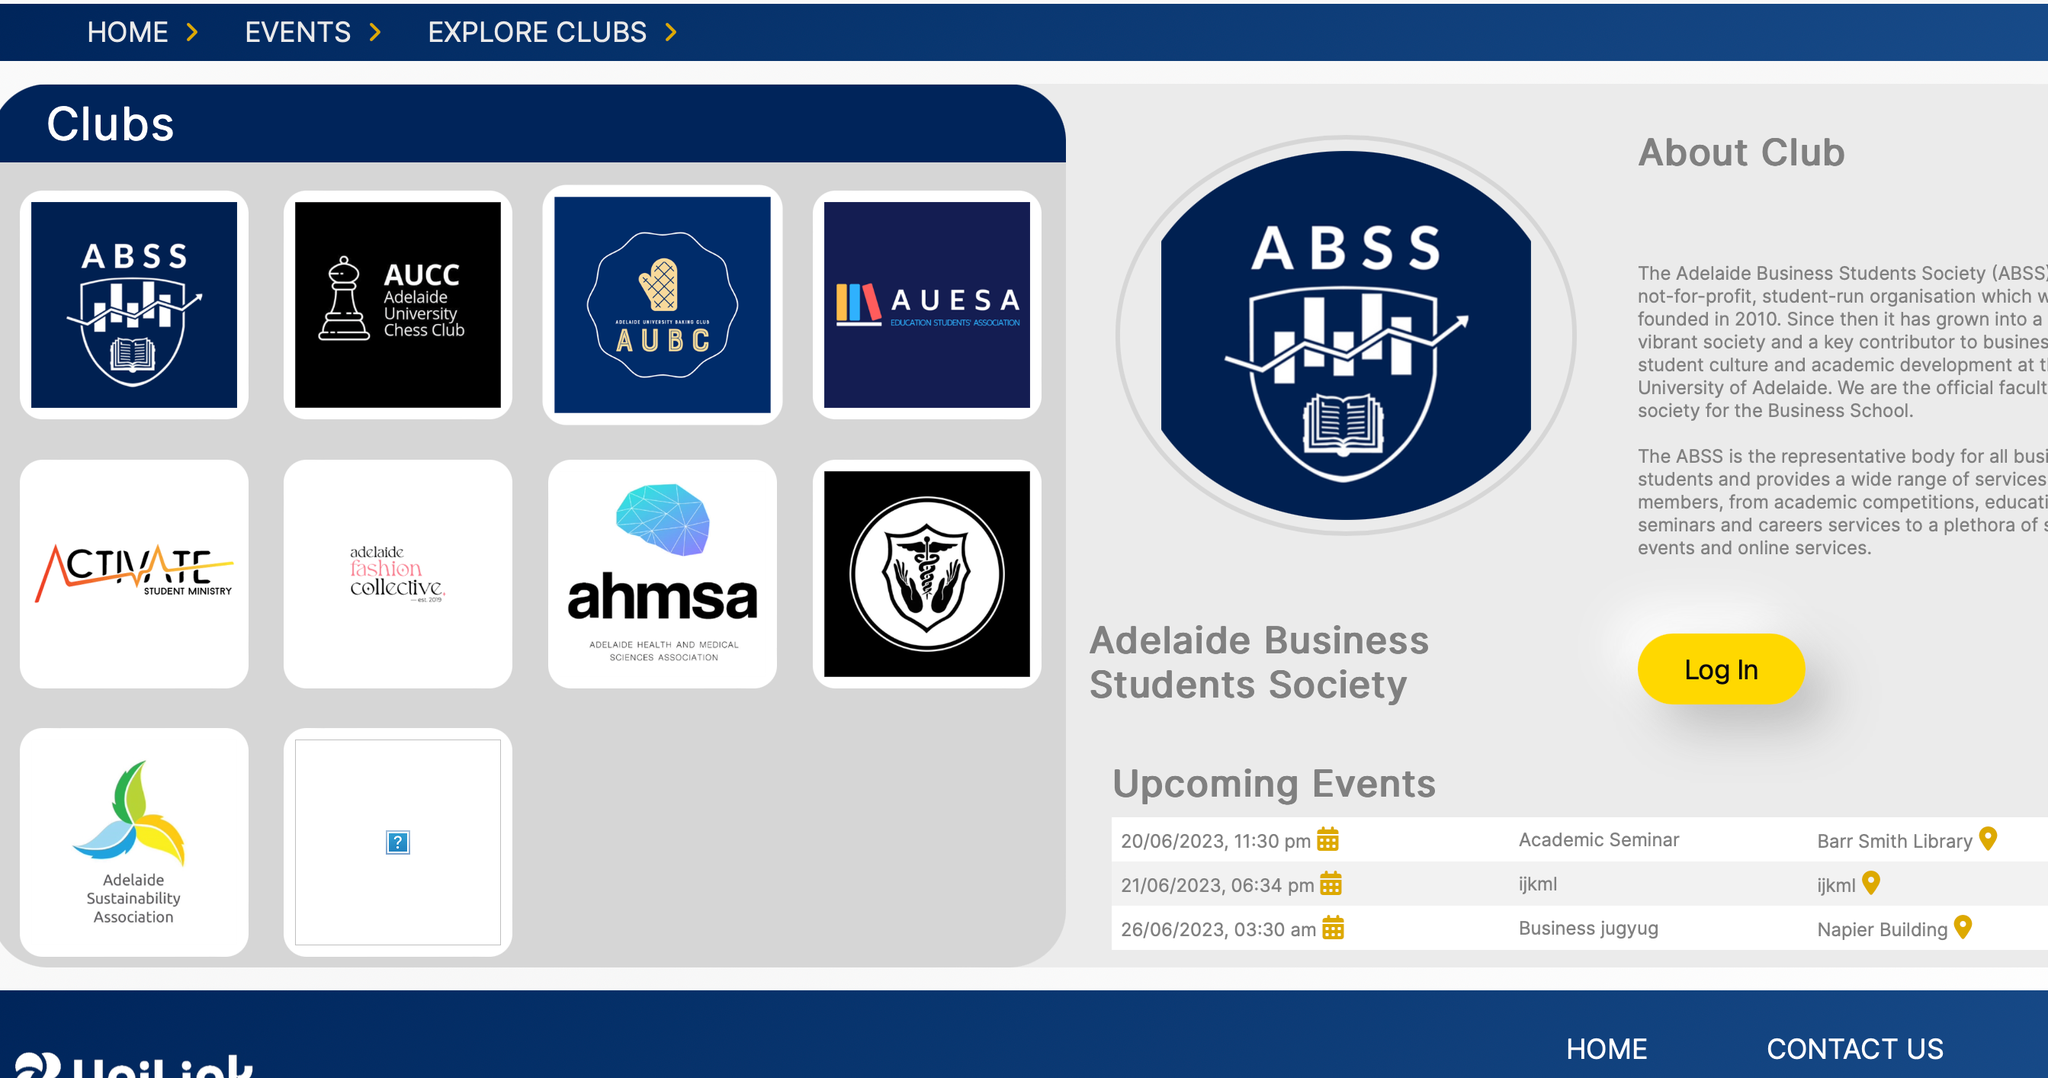 HOME
EVENTS
EXPLORE CLUBS
Clubs
ABSS
AUCC
Adelaide
University
Chess Club
ADELAIDE UNIVERSITY BAKING CLUB
AUBC
AUESA
EDUCATION STUDENTS' ASSOCIATION
ACTIVATE
STUDENT MINISTRY
adelaide
fashion
collective.
— est. 2019
ahmsa
ADELAIDE HEALTH AND MEDICAL
SCIENCES ASSOCIATION
Adelaide
Sustainability
Association
?
ABSS
Adelaide Business
Students Society
About Club
The Adelaide Business Students Society (ABSS)
not-for-profit, student-run organisation which
founded in 2010. Since then it has grown into a
vibrant society and a key contributor to
student culture and academic development at
University of Adelaide. We are the official
society for the Business School.
The ABSS is the representative body for all
students and provides a wide range of services
members, from academic competitions,
seminars and careers services to a plethora of
events and online services.
Log In
Upcoming Events
20/06/2023, 11:30 pm Academic Seminar Barr Smith Library
21/06/2023, 06:34 pm ijkml ijkml
26/06/2023, 03:30 am Business jugyug Napier Building
UniLink
HOME
CONTACT US